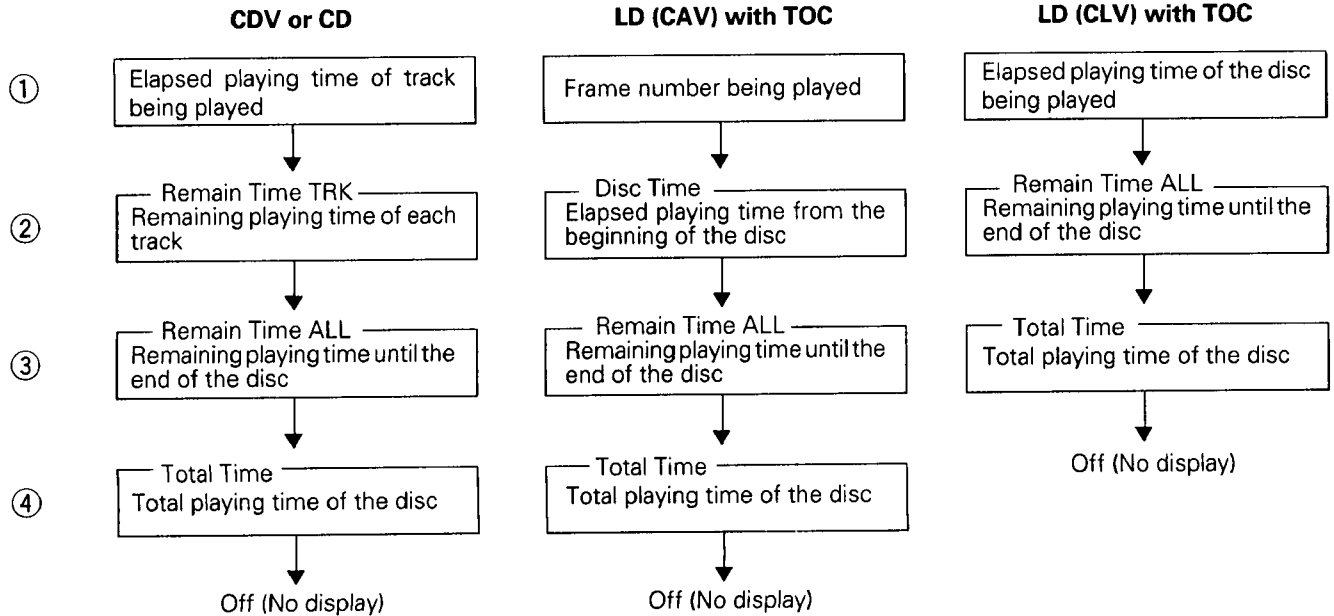 CDV or CD
LD (CAV) with TOC
LD (CLV) with TOC
①
Elapsed playing time of track
being played
Frame number being played
Elapsed playing time of the disc
being played
②
Remain Time TRK
Remaining playing time of each
track
Disc Time
Elapsed playing time from the
beginning of the disc
Remain Time ALL
Remaining playing time until the
end of the disc
③
Remain Time ALL
Remaining playing time until the
end of the disc
Remain Time ALL
Remaining playing time until the
end of the disc
Total Time
Total playing time of the disc
④
Total Time
Total playing time of the disc
Total Time
Total playing time of the disc
Off (No display)
Off (No display)
Off (No display)